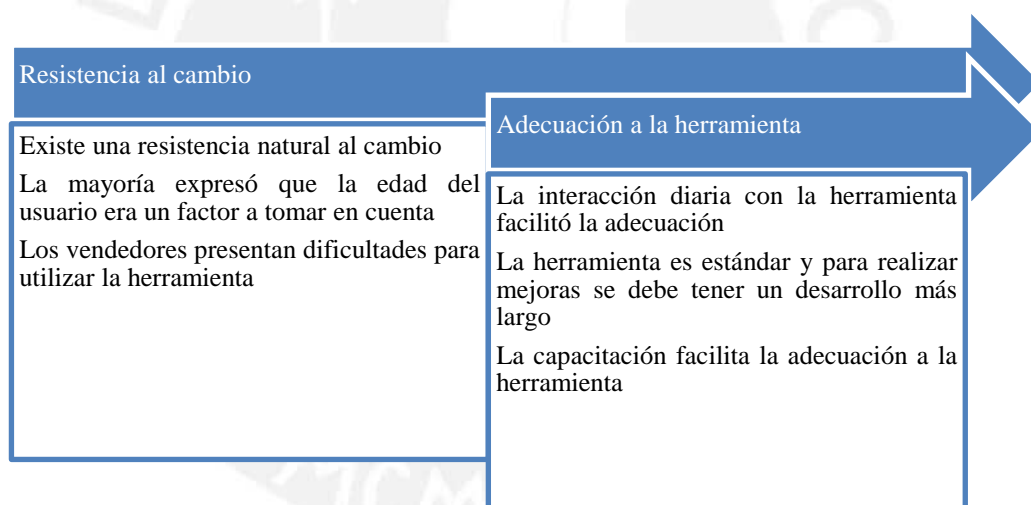 Resistencia al cambio
Existe una resistencia natural al cambio
La mayoría expresó que la edad del
usuario era un factor a tomar en cuenta
Los vendedores presentan dificultades para
utilizar la herramienta
Adecuación a la herramienta
La interacción diaria con la herramienta
facilitó la adecuación
La herramienta es estándar y para realizar
mejoras se debe tener un desarrollo más
largo
La capacitación facilita la adecuación a la
herramienta